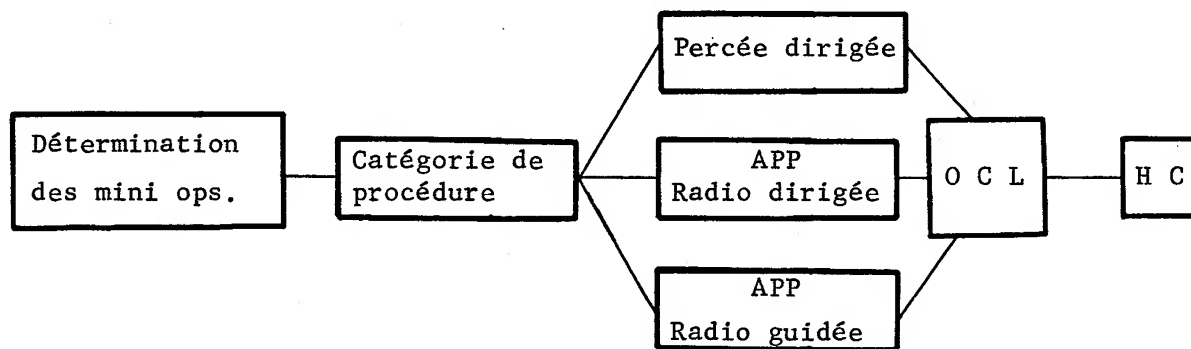 Détermination
des mini ops.
Catégorie de
procédure
Percée dirigée
APP
Radio dirigée
APP
Radio guidée
O C L
H C